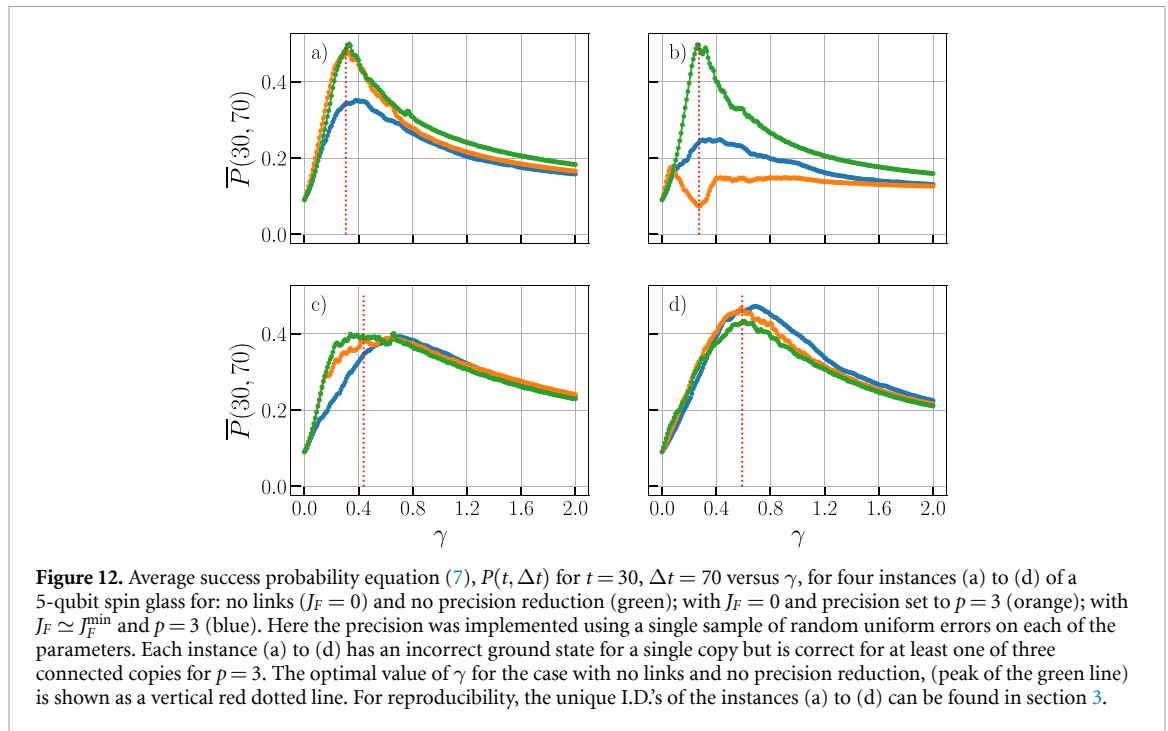 a)
b)
0.4
0.2
0.0
P̅(30, 70)
c)
d)
0.4
0.2
0.0
P̅(30, 70)
0.0 0.4 0.8 1.2 1.6 2.0
0.0 0.4 0.8 1.2 1.6 2.0
γ
γ
Figure 12. Average success probability equation (7), P(t, Δt) for t = 30, Δt = 70 versus γ, for four instances (a) to (d) of a
5-qubit spin glass for: no links (J_F = 0) and no precision reduction (green); with J_F = 0 and precision set to p = 3 (orange); with
J_F ≃ J_F^min and p = 3 (blue). Here the precision was implemented using a single sample of random uniform errors on each of the
parameters. Each instance (a) to (d) has an incorrect ground state for a single copy but is correct for at least one of three
connected copies for p = 3. The optimal value of γ for the case with no links and no precision reduction, (peak of the green line)
is shown as a vertical red dotted line. For reproducibility, the unique I.D.'s of the instances (a) to (d) can be found in section 3.